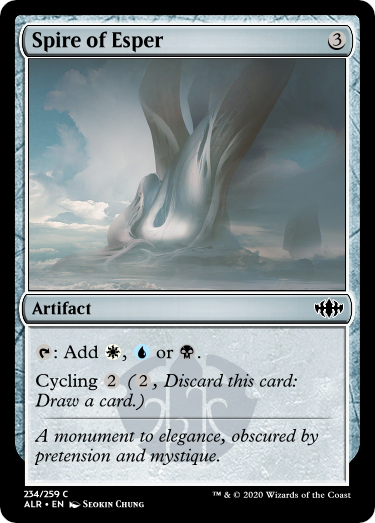 Spire of Esper 3
Artifact
: Add , or .
Cycling 2 ( 2 , Discard this card:
Draw a card.)
A monument to elegance, obscured by
pretension and mystique.
234/259 C
ALR • EN Seokin Chung
™ & © 2020 Wizards of the Coast